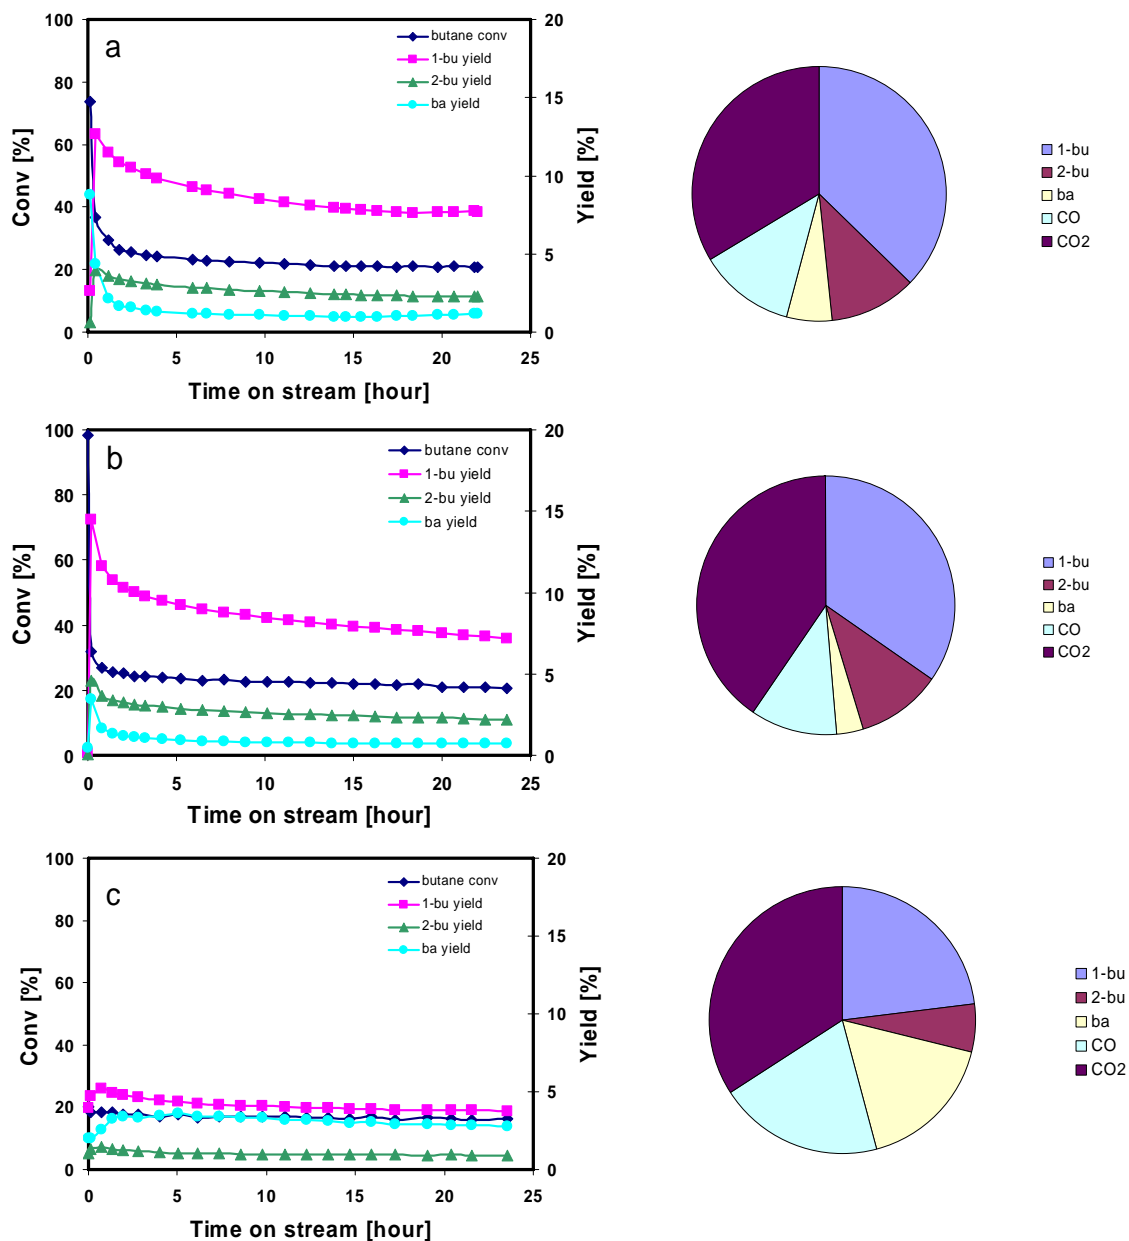 a
100
80
60
40
20
0
Conv [%]
butane conv
1-bu yield
2-bu yield
ba yield
20
15
10
5
0
Yield [%]
0 5 10 15 20 25
Time on stream [hour]
1-bu
2-bu
ba
CO
CO2
b
100
80
60
40
20
0
Conv [%]
butane conv
1-bu yield
2-bu yield
ba yield
20
15
10
5
0
Yield [%]
0 5 10 15 20 25
Time on stream [hour]
1-bu
2-bu
ba
CO
CO2
c
100
80
60
40
20
0
Conv [%]
butane conv
1-bu yield
2-bu yield
ba yield
20
15
10
5
0
Yield [%]
0 5 10 15 20 25
Time on stream [hour]
1-bu
2-bu
ba
CO
CO2